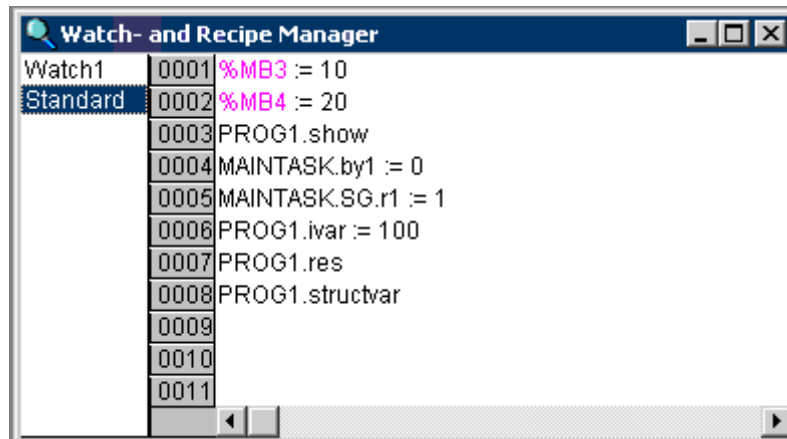 Watch- and Recipe Manager
Watch1
Standard
0001 %MB3 := 10
0002 %MB4 := 20
0003 PROG1.show
0004 MAINTASK.by1 := 0
0005 MAINTASK.SG.r1 := 1
0006 PROG1.ivar := 100
0007 PROG1.res
0008 PROG1.structvar
0009
0010
0011